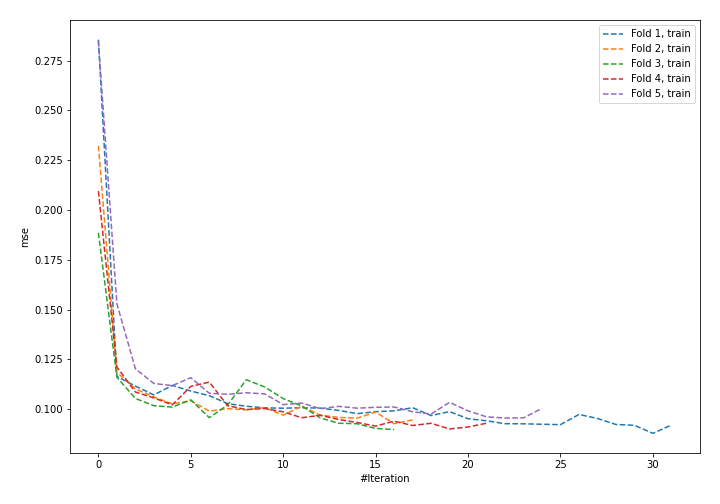 Fold 1, train
Fold 2, train
Fold 3, train
Fold 4, train
Fold 5, train
0.275
0.250
0.225
0.200
0.175
0.150
0.125
0.100
mse
0 5 10 15 20 25 30
#Iteration